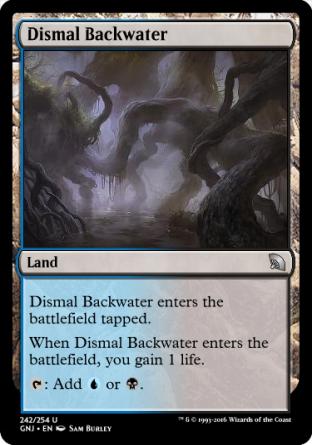 Dismal Backwater
Land
Dismal Backwater enters the
battlefield tapped.
When Dismal Backwater enters the
battlefield, you gain 1 life.
: Add or .
242/254 U
GNJ • EN SAM BURLEY
™ & © 1993-2016 Wizards of the Coast